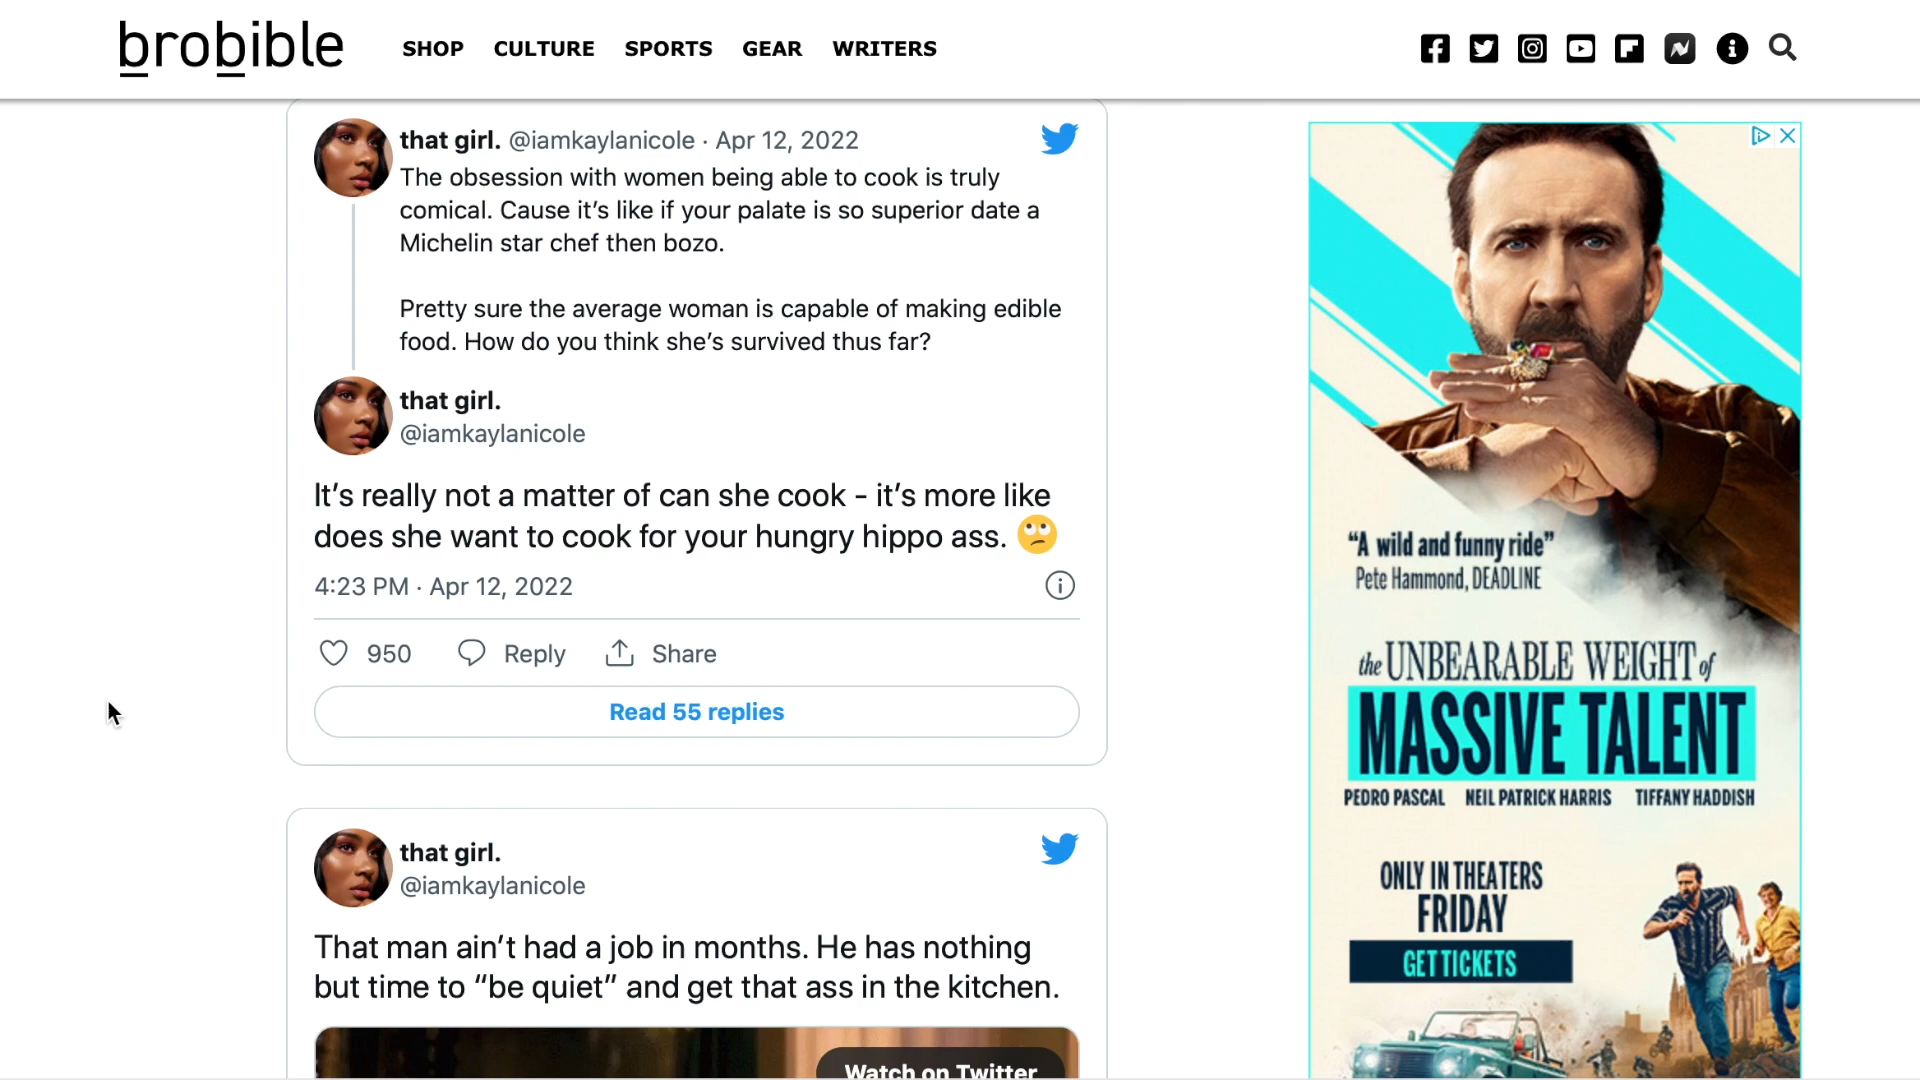 brobible
SHOP CULTURE SPORTS GEAR WRITERS
that girl. @iamkaylanicole · Apr 12, 2022
The obsession with women being able to cook is truly
comical. Cause it’s like if your palate is so superior date a
Michelin star chef then bozo.
Pretty sure the average woman is capable of making edible
food. How do you think she’s survived thus far?
that girl.
@iamkaylanicole
It’s really not a matter of can she cook - it’s more like
does she want to cook for your hungry hippo ass. 🙄
4:23 PM · Apr 12, 2022
950 Reply Share
Read 55 replies
that girl.
@iamkaylanicole
That man ain’t had a job in months. He has nothing
but time to “be quiet” and get that ass in the kitchen.
Watch on Twitter
“A wild and funny ride”
Pete Hammond, DEADLINE
the UNBEARABLE WEIGHT of
MASSIVE TALENT
PEDRO PASCAL NEIL PATRICK HARRIS TIFFANY HADDISH
ONLY IN THEATERS
FRIDAY
GET TICKETS